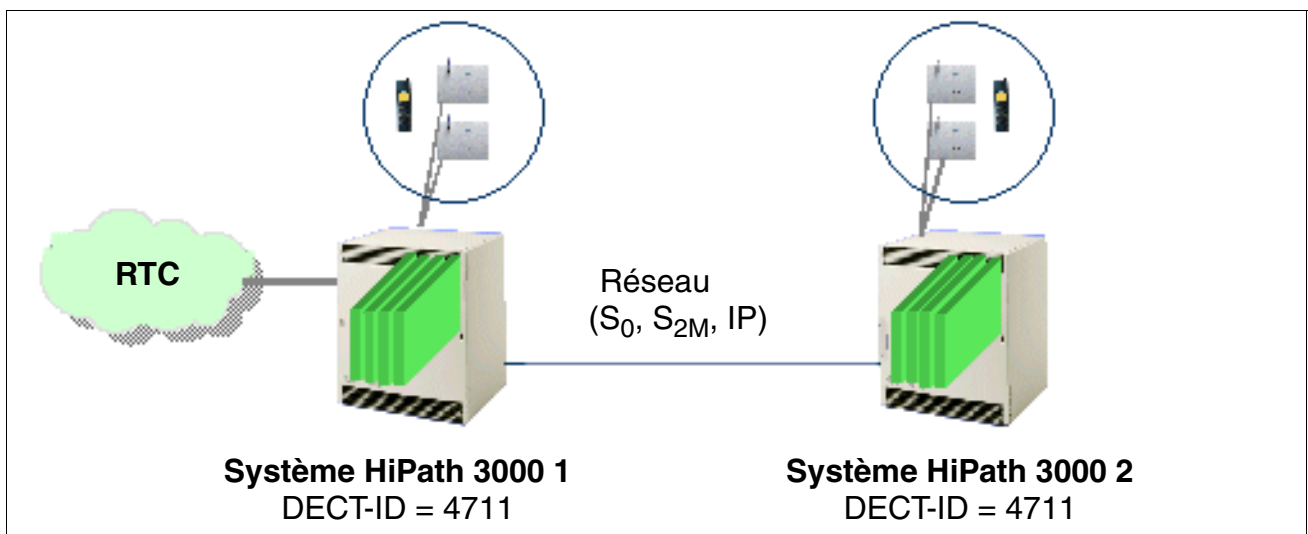 RTC
Réseau
(S0, S2M, IP)
Système HiPath 3000 1
DECT-ID = 4711
Système HiPath 3000 2
DECT-ID = 4711